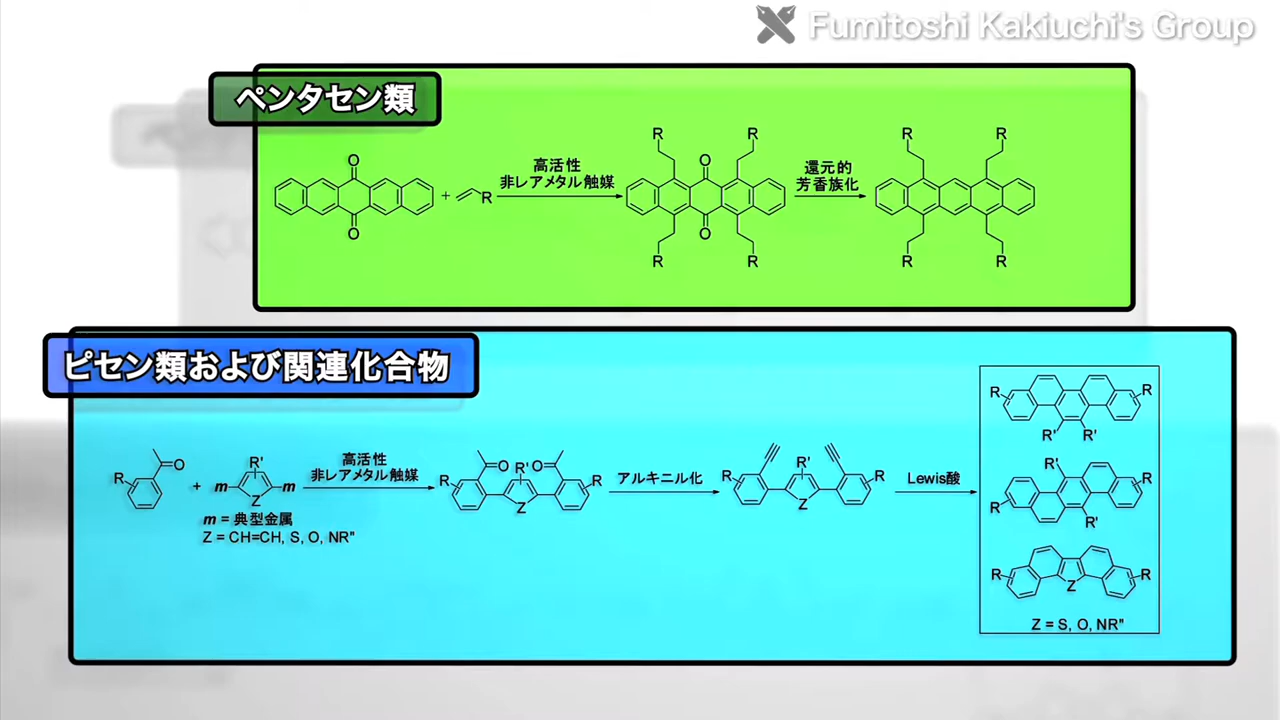 Fumitoshi Kakiuchi's Group
ペンタセン類
O
O
+
R
高活性
非レアメタル触媒
R
R
O
O
R
R
還元的
芳香族化
R
R
R
R
ピセン類および関連化合物
R
O
+
R'
m
m
Z
m = 典型金属
Z = CH=CH, S, O, NR"
高活性
非レアメタル触媒
O R' O
R
R
Z
アルキニル化
R
R'
R
Z
Lewis酸
R
R
R' R'
R'
R
R
R'
R
R
Z
Z = S, O, NR"